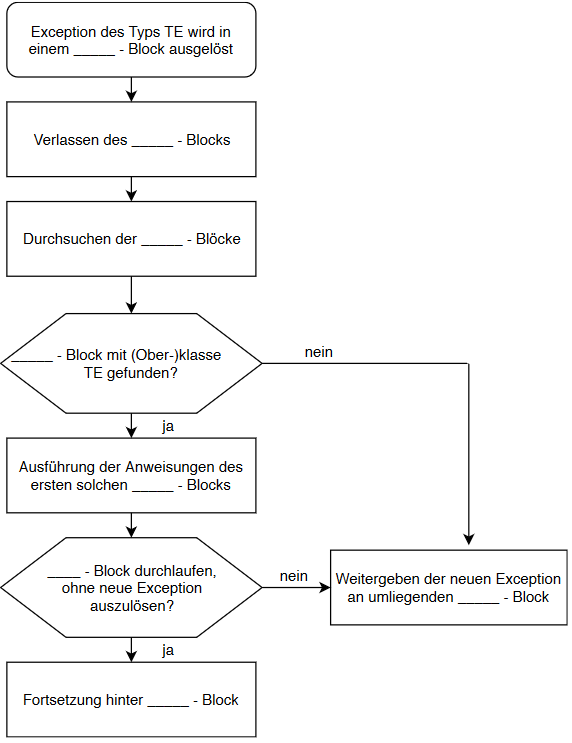 Exception des Typs TE wird in
einem _____ - Block ausgelöst
Verlassen des _____ - Blocks
Durchsuchen der _____ - Blöcke
_____ - Block mit (Ober-)klasse
TE gefunden?
nein
ja
Ausführung der Anweisungen des
ersten solchen _____ - Blocks
____ - Block durchlaufen,
ohne neue Exception
auszulösen?
nein
Weitergeben der neuen Exception
an umliegenden _____ - Block
ja
Fortsetzung hinter _____ - Block